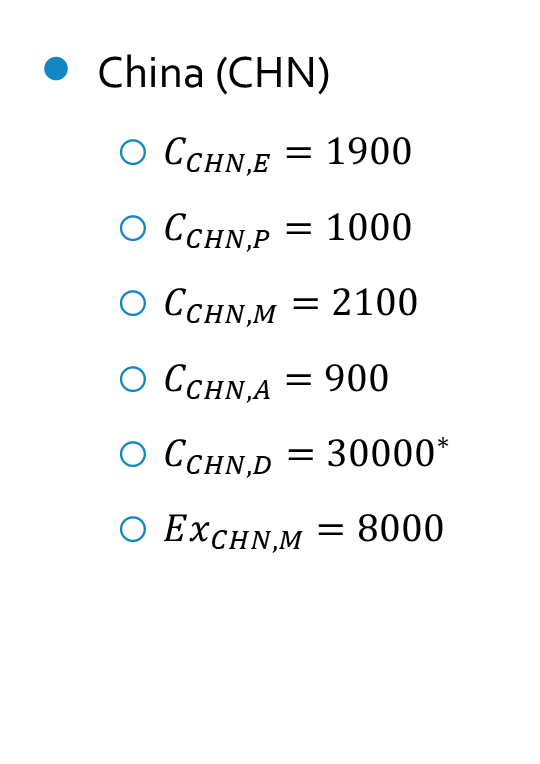 China (CHN)
C_{CHN,E} = 1900
C_{CHN,P} = 1000
C_{CHN,M} = 2100
C_{CHN,A} = 900
C_{CHN,D} = 30000^*
Ex_{CHN,M} = 8000